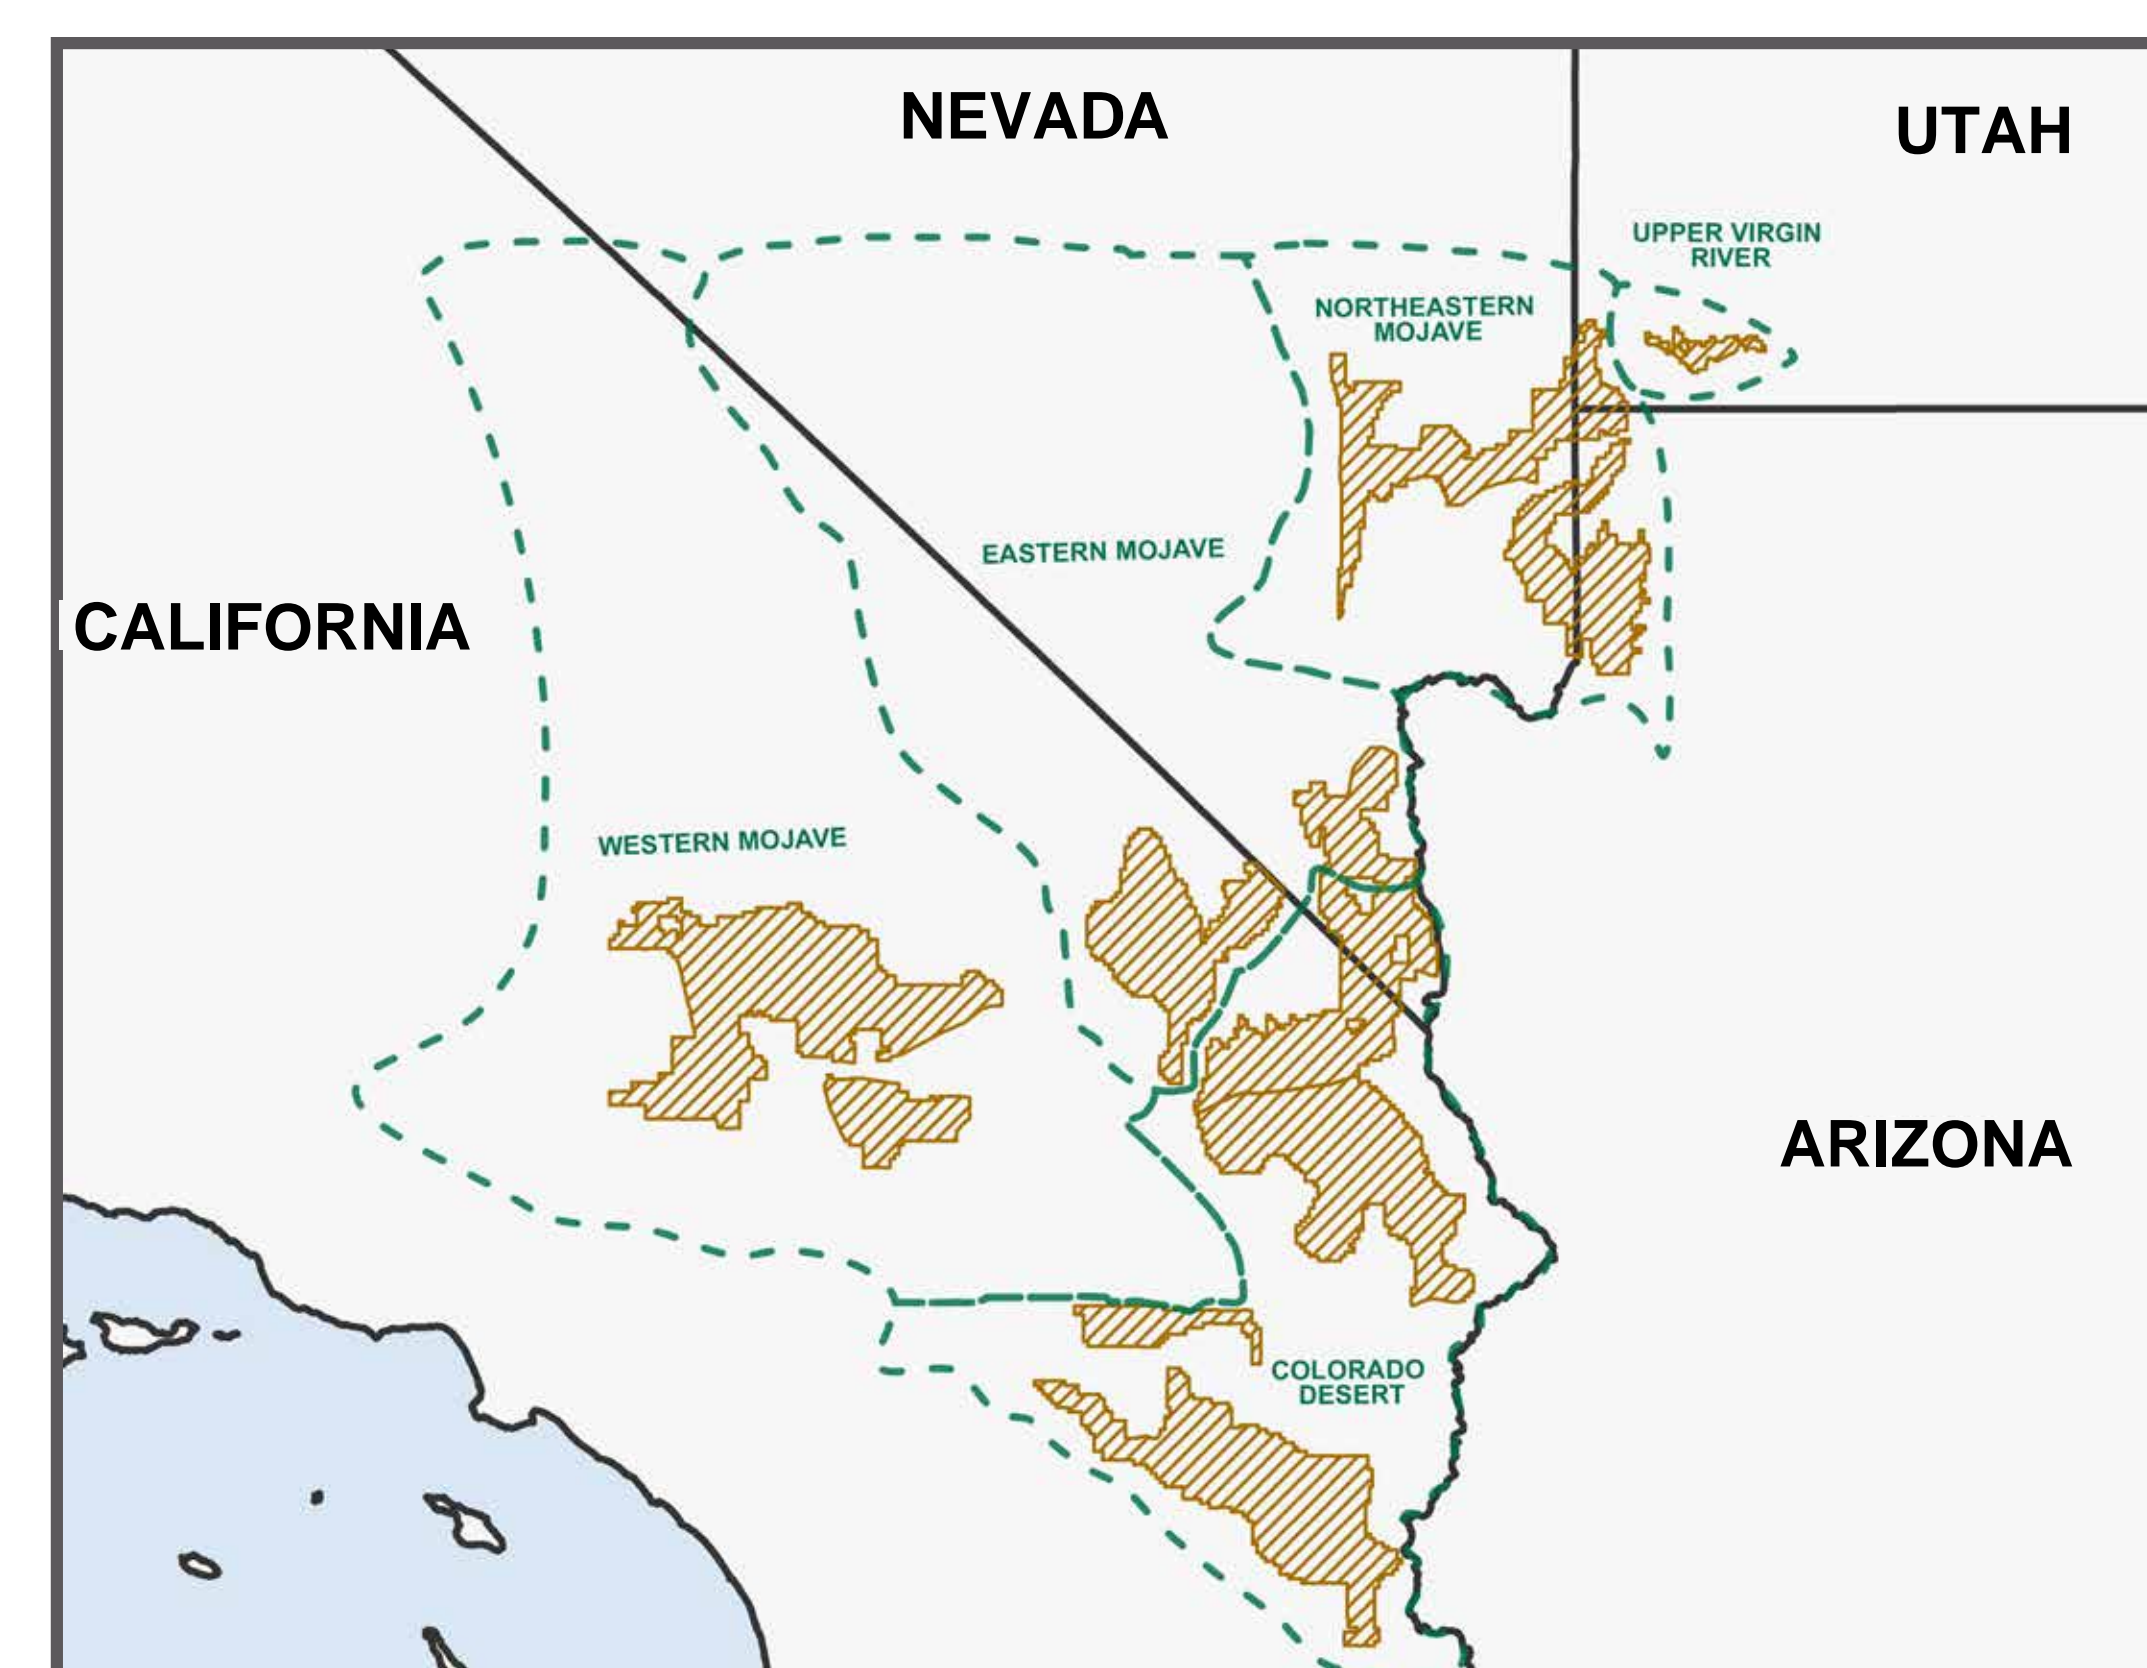 NEVADA
UTAH
UPPER VIRGIN
RIVER
NORTHEASTERN
MOJAVE
EASTERN MOJAVE
CALIFORNIA
WESTERN MOJAVE
ARIZONA
COLORADO
DESERT